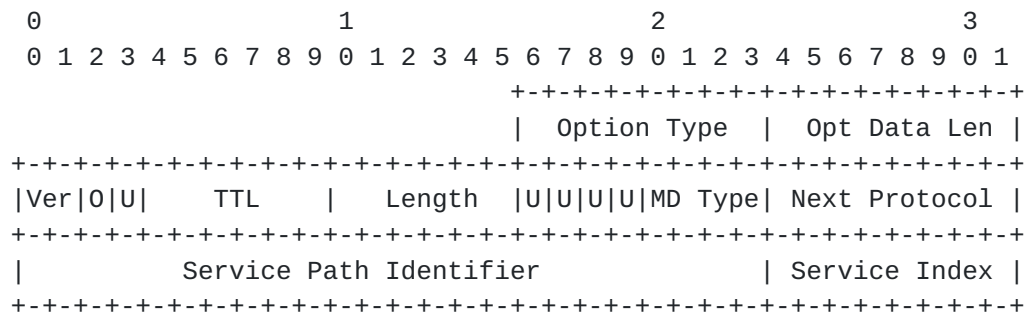 0                   1                   2                   3
 0 1 2 3 4 5 6 7 8 9 0 1 2 3 4 5 6 7 8 9 0 1 2 3 4 5 6 7 8 9 0 1
                                +-+-+-+-+-+-+-+-+-+-+-+-+-+-+-+-+
                                |  Option Type  |  Opt Data Len |
+-+-+-+-+-+-+-+-+-+-+-+-+-+-+-+-+-+-+-+-+-+-+-+-+-+-+-+-+-+-+-+-+
|Ver|O|U|    TTL    |   Length  |U|U|U|U|MD Type| Next Protocol |
+-+-+-+-+-+-+-+-+-+-+-+-+-+-+-+-+-+-+-+-+-+-+-+-+-+-+-+-+-+-+-+-+
|          Service Path Identifier              | Service Index |
+-+-+-+-+-+-+-+-+-+-+-+-+-+-+-+-+-+-+-+-+-+-+-+-+-+-+-+-+-+-+-+-+